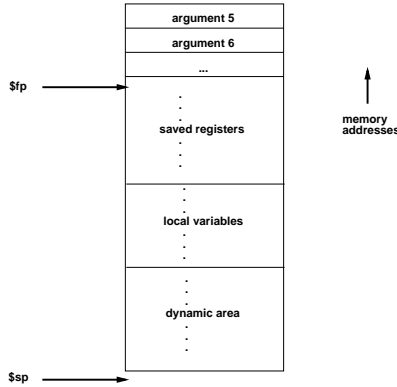 argument 5
argument 6
...
$fp
saved registers
memory
addresses
local variables
dynamic area
$sp